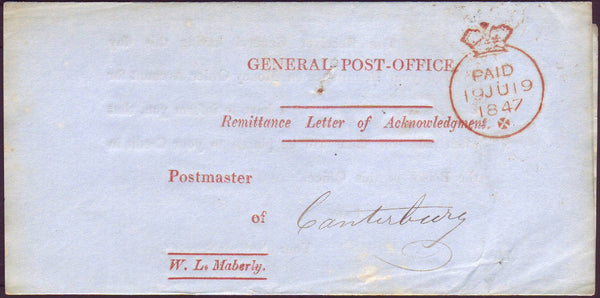 GENERAL POST-OFFICE.
PAID
19 JU 19
1847
Remittance Letter of Acknowledgment.
Postmaster
of Canterbury
W. L. Maberly.